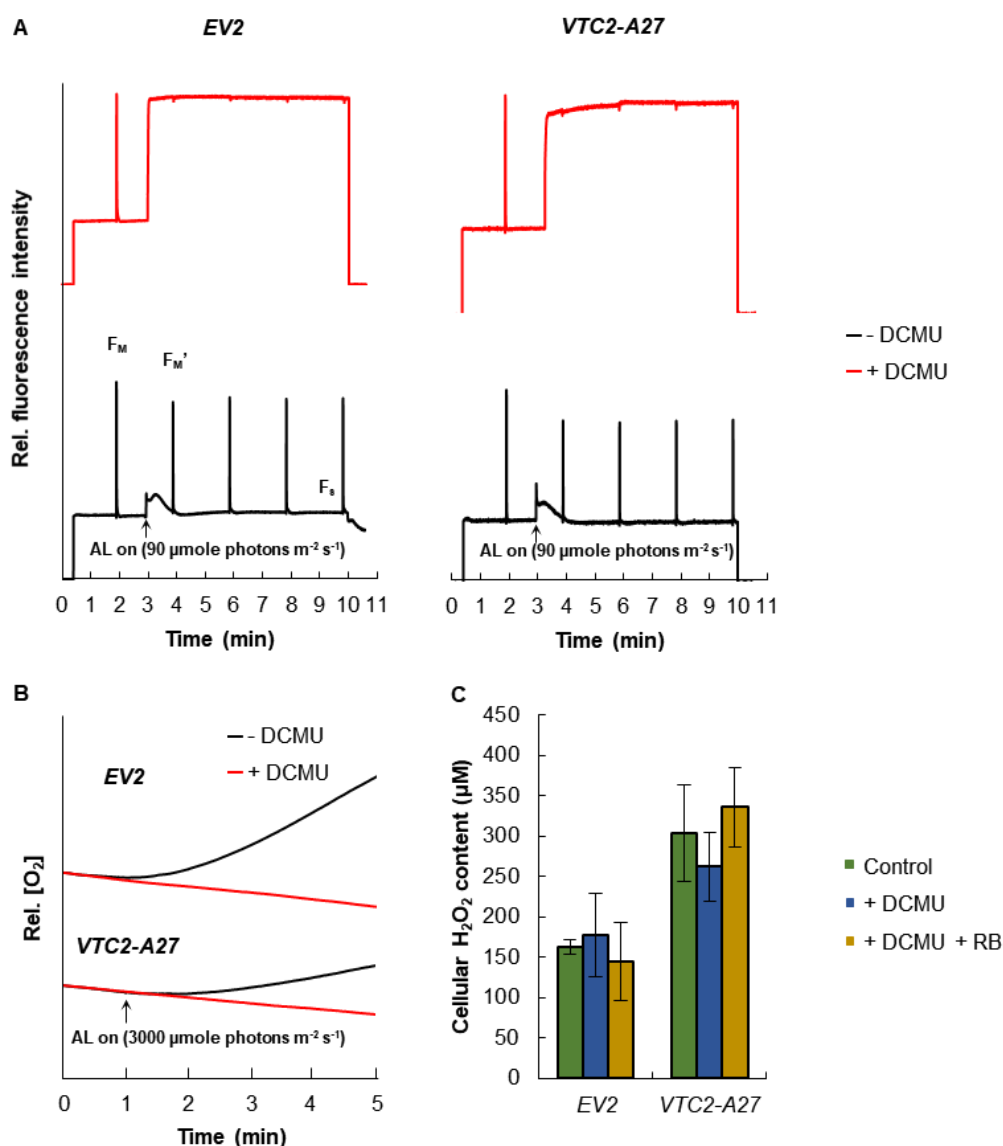 A
EV2
VTC2-A27
Rel. fluorescence intensity
- DCMU
+ DCMU
FM
FM'
Fs
AL on (90 µmole photons m-2 s-1)
AL on (90 µmole photons m-2 s-1)
0 1 2 3 4 5 6 7 8 9 10 11
0 1 2 3 4 5 6 7 8 9 10 11
Time (min)
Time (min)
B
- DCMU
+ DCMU
EV2
VTC2-A27
Rel. [O2]
AL on (3000 µmole photons m-2 s-1)
0 1 2 3 4 5
Time (min)
C
Cellular H2O2 content (µM)
450
400
350
300
250
200
150
100
50
0
EV2 VTC2-A27
Control
+ DCMU
+ DCMU + RB